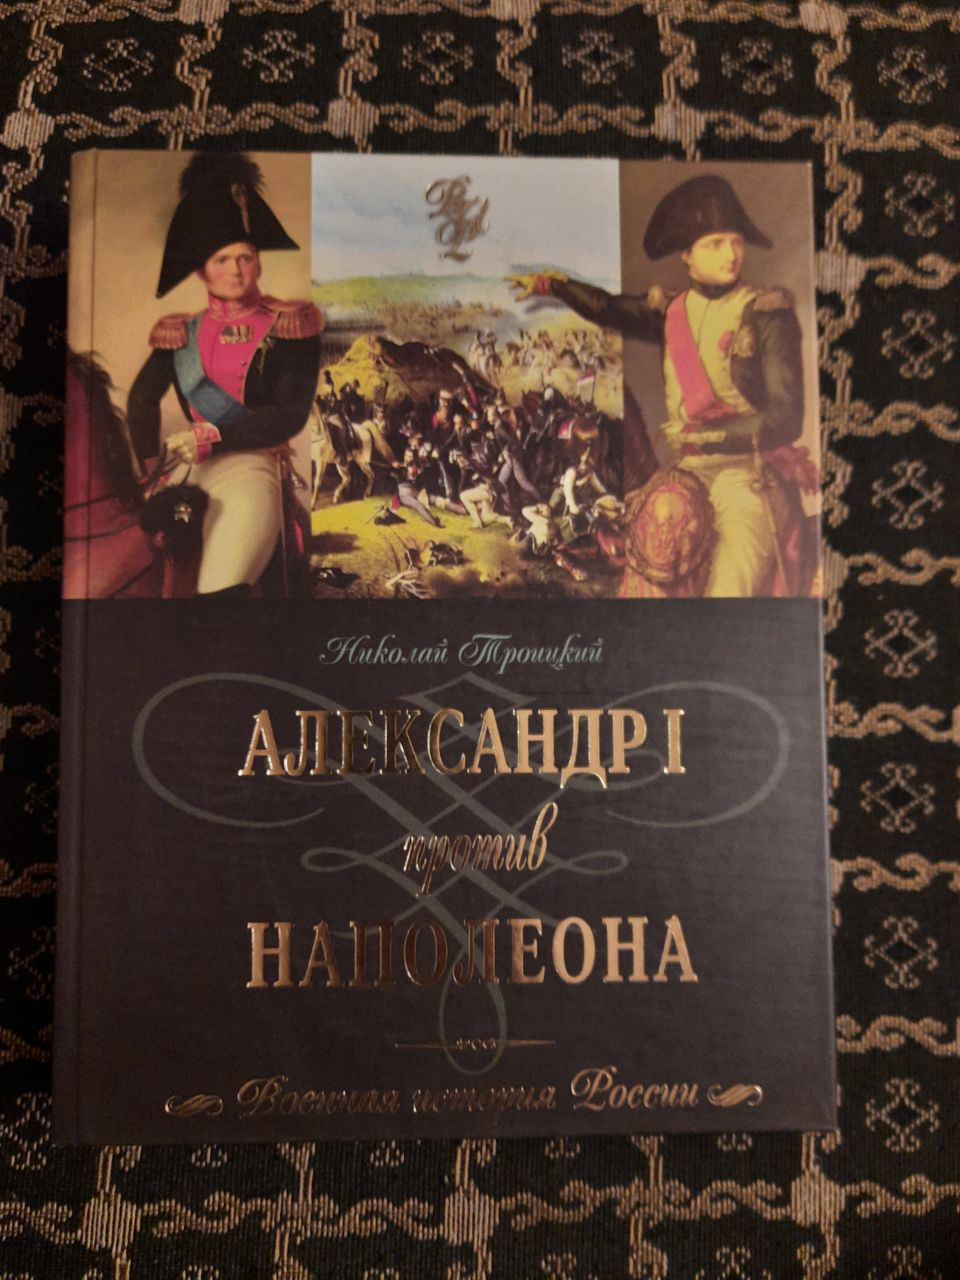 Николай Троицкий
АЛЕКСАНДР I
против
НАПОЛЕОНА
Военная история России